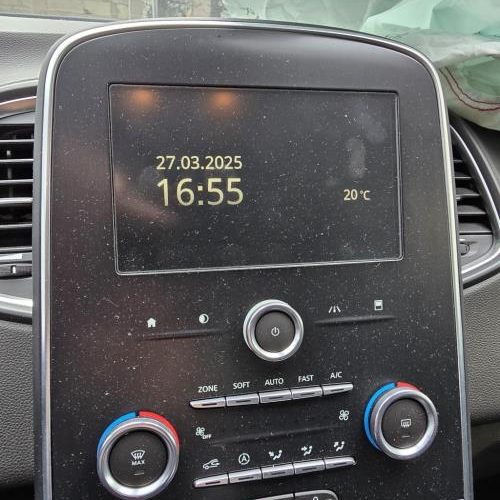 27.03.2025
16:55
20 °C
ZONE SOFT AUTO FAST A/C
OFF
MAX
A